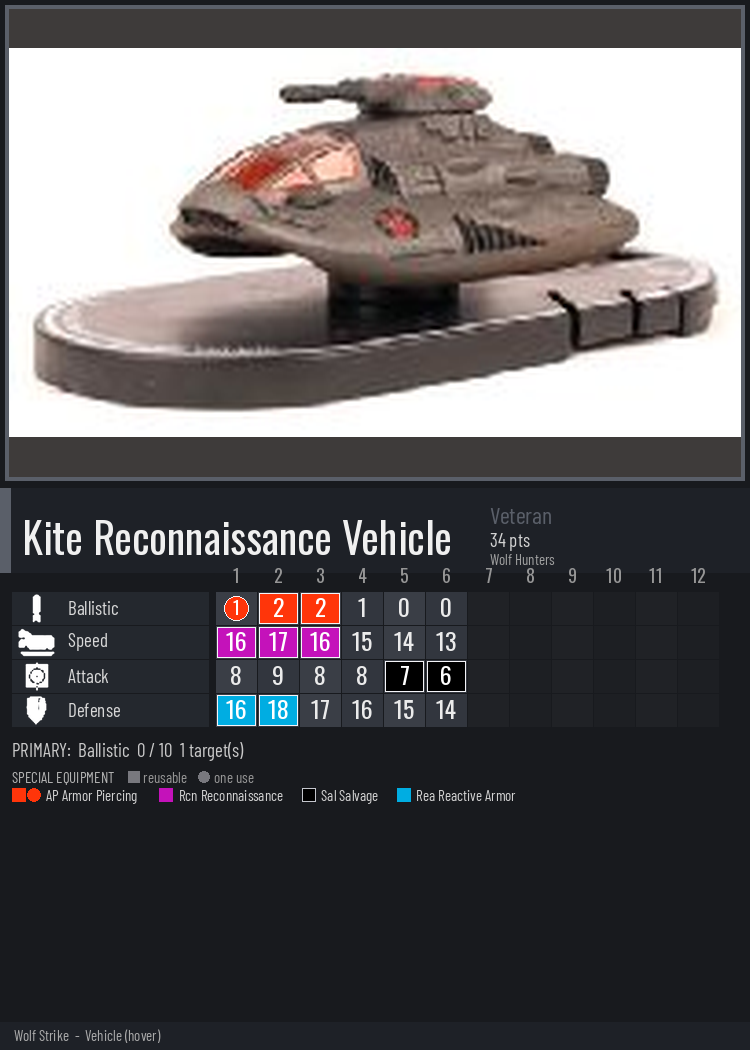 Kite Reconnaissance Vehicle
Veteran
34 pts
Wolf Hunters
1 2 3 4 5 6 7 8 9 10 11 12
Ballistic 1 2 2 1 0 0
Speed 16 17 16 15 14 13
Attack 8 9 8 8 7 6
Defense 16 18 17 16 15 14
PRIMARY: Ballistic 0 / 10 1 target(s)
SPECIAL EQUIPMENT reusable one use
AP Armor Piercing Rcn Reconnaissance Sal Salvage Rea Reactive Armor
Wolf Strike - Vehicle (hover)